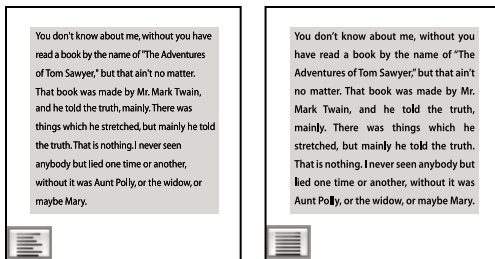 You don't know about me, without you have
read a book by the name of "The Adventures
of Tom Sawyer," but that ain't no matter.
That book was made by Mr. Mark Twain,
and he told the truth, mainly. There was
things which he stretched, but mainly he told
the truth. That is nothing. I never seen
anybody but lied one time or another,
without it was Aunt Polly, or the widow, or
maybe Mary.
You don't know about me, without you
have read a book by the name of "The
Adventures of Tom Sawyer," but that ain't
no matter. That book was made by Mr.
Mark Twain, and he told the truth,
mainly. There was things which he
stretched, but mainly he told the truth.
That is nothing. I never seen anybody but
lied one time or another, without it was
Aunt Polly, or the widow, or maybe Mary.